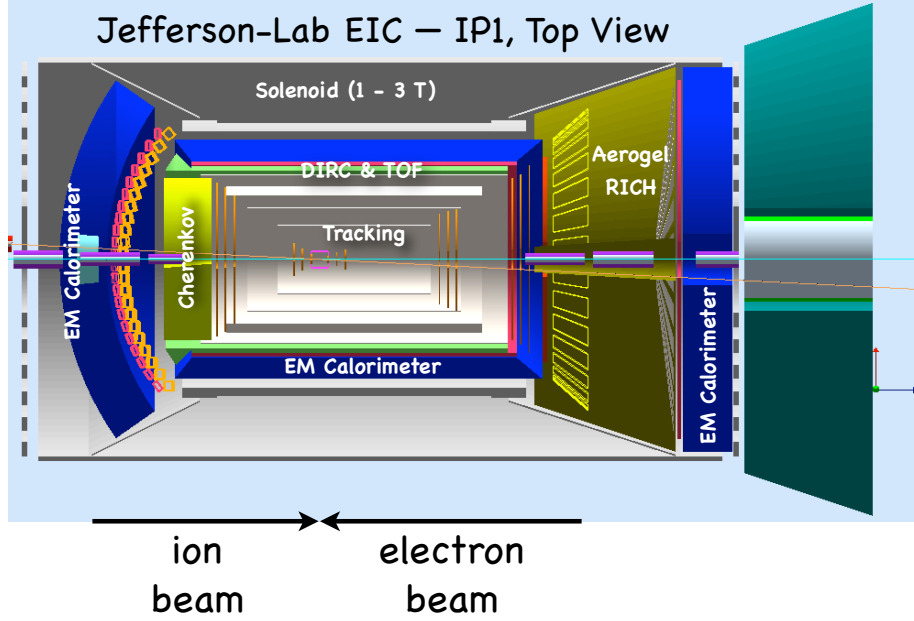 Jefferson-Lab EIC — IP1, Top View
Solenoid (1 - 3 T)
DIRC & TOF
Aerogel
RICH
Tracking
EM Calorimeter
Cherenkov
EM Calorimeter
EM Calorimeter
ion
beam
electron
beam